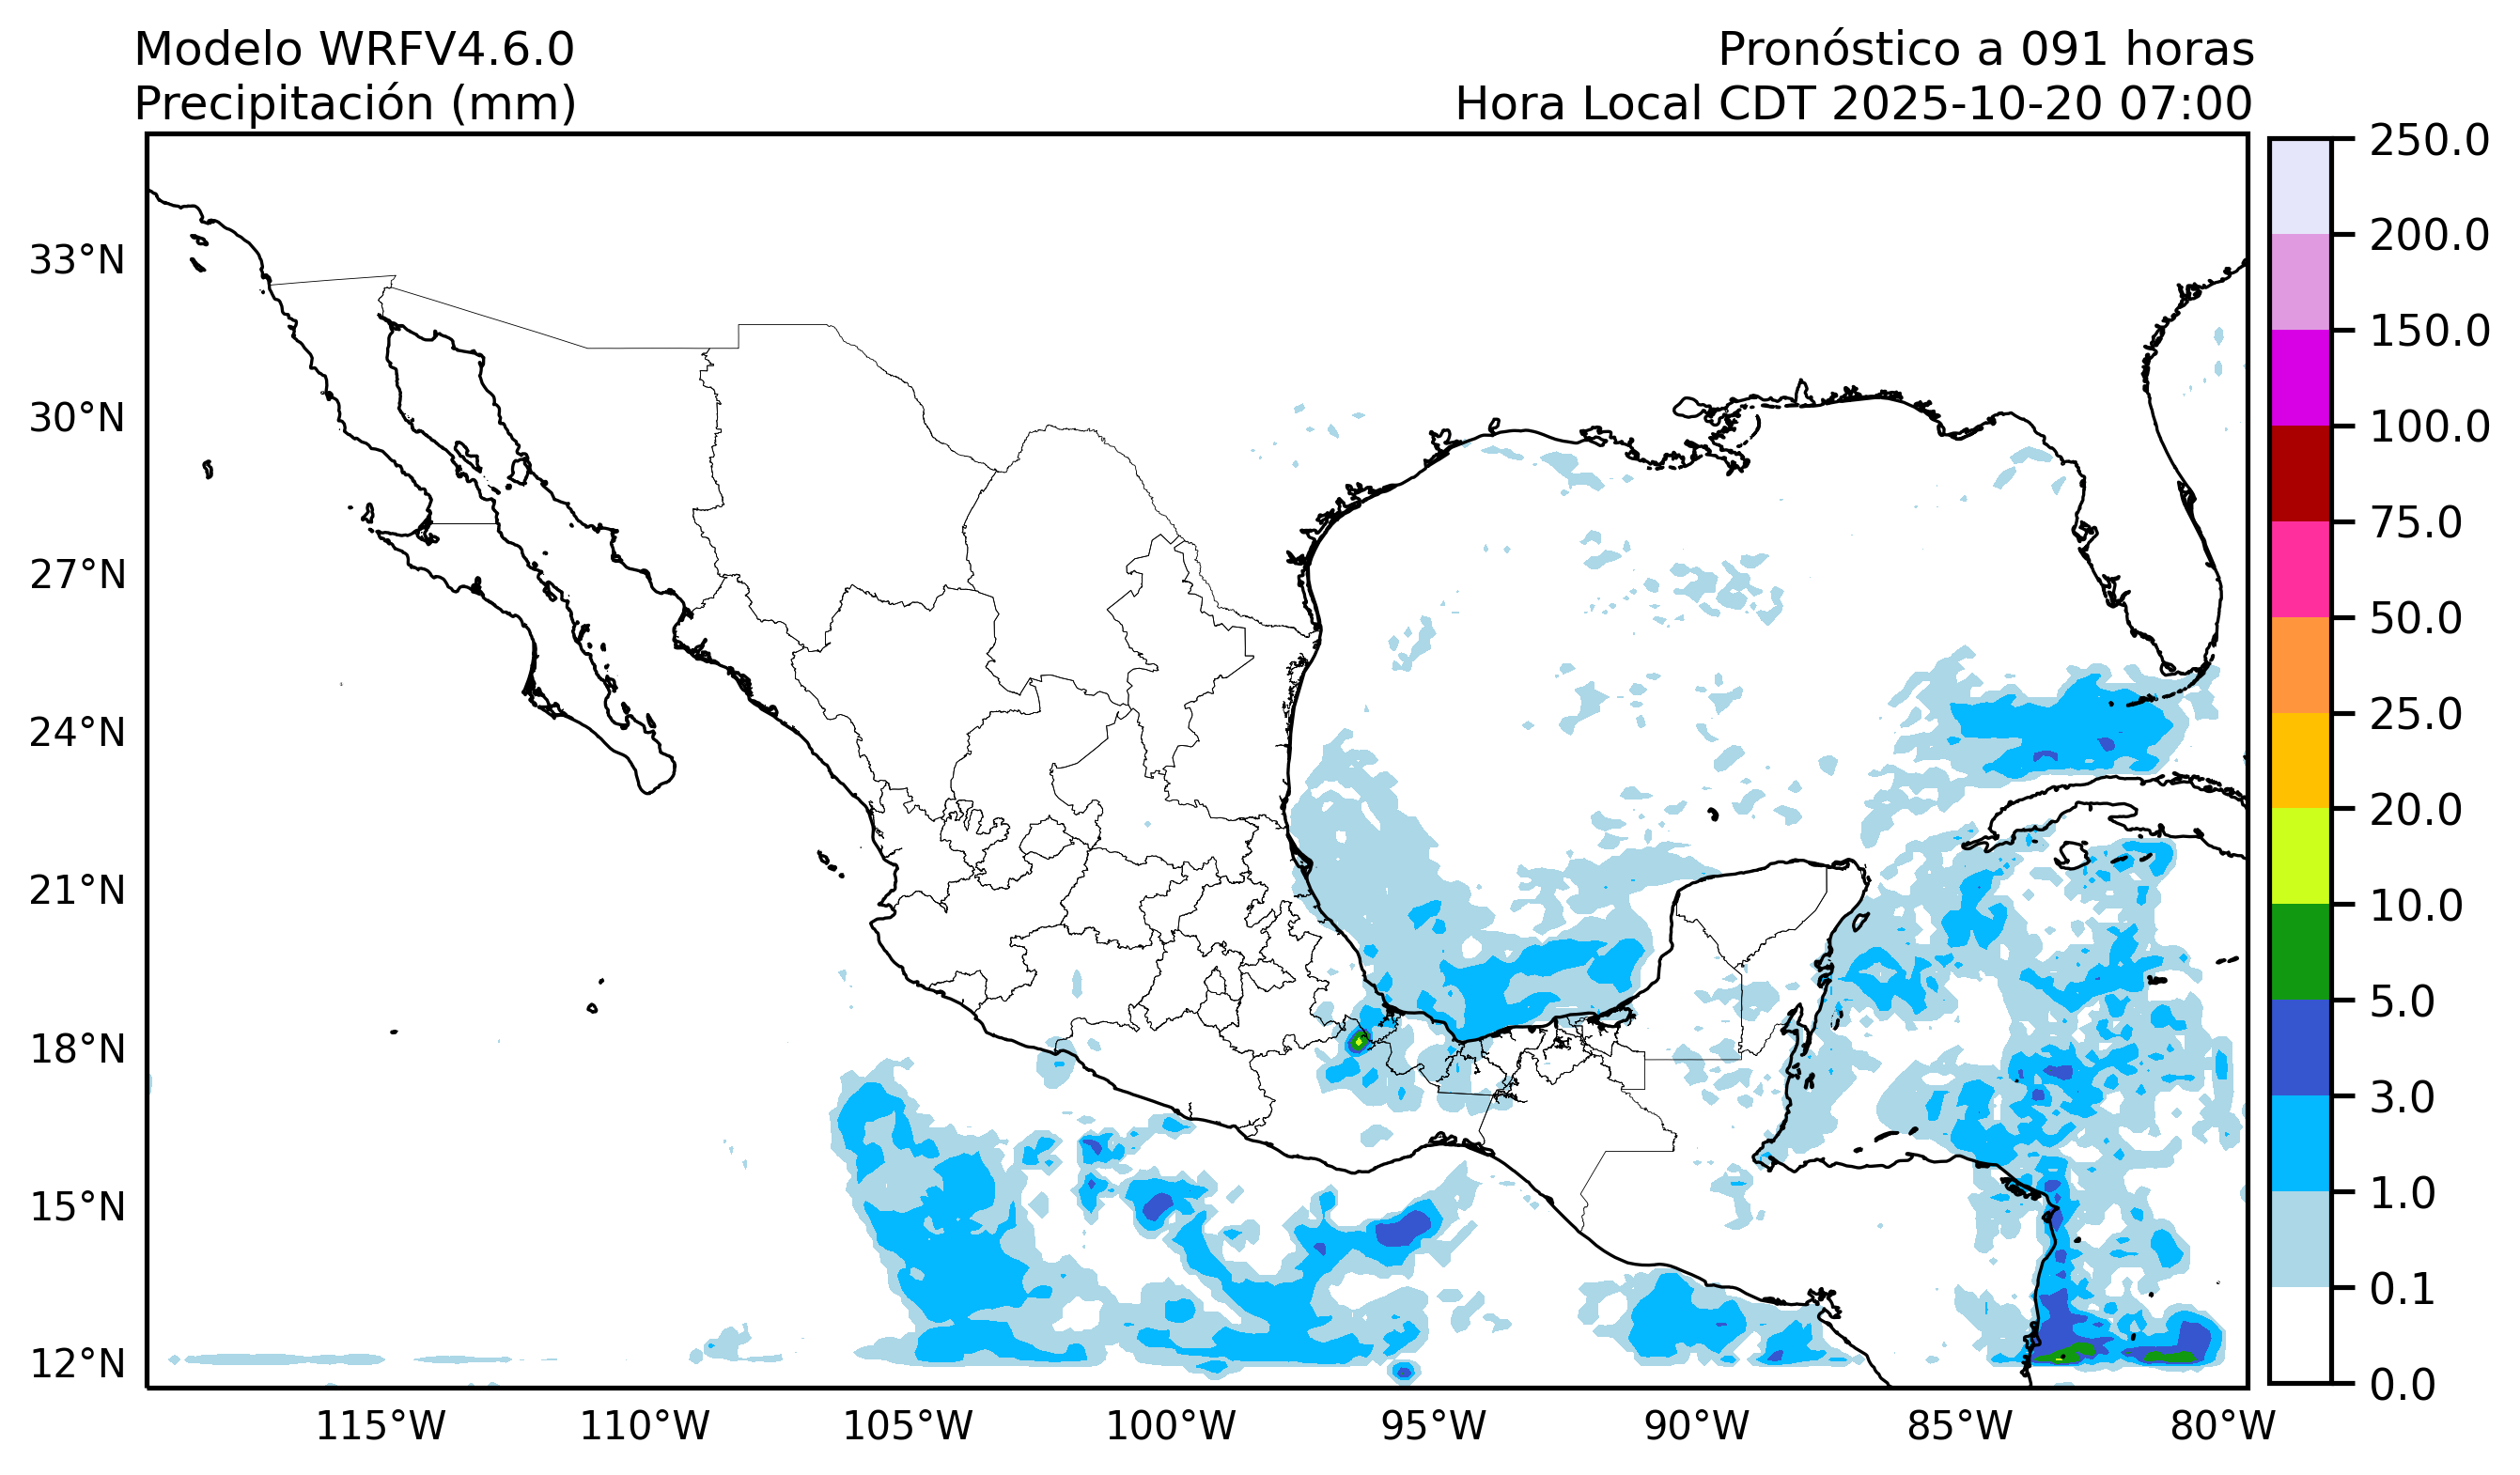 Modelo WRFV4.6.0
Precipitación (mm)
Pronóstico a 091 horas
Hora Local CDT 2025-10-20 07:00
33°N
30°N
27°N
24°N
21°N
18°N
15°N
12°N
115°W
110°W
105°W
100°W
95°W
90°W
85°W
80°W
250.0
200.0
150.0
100.0
75.0
50.0
25.0
20.0
10.0
5.0
3.0
1.0
0.1
0.0